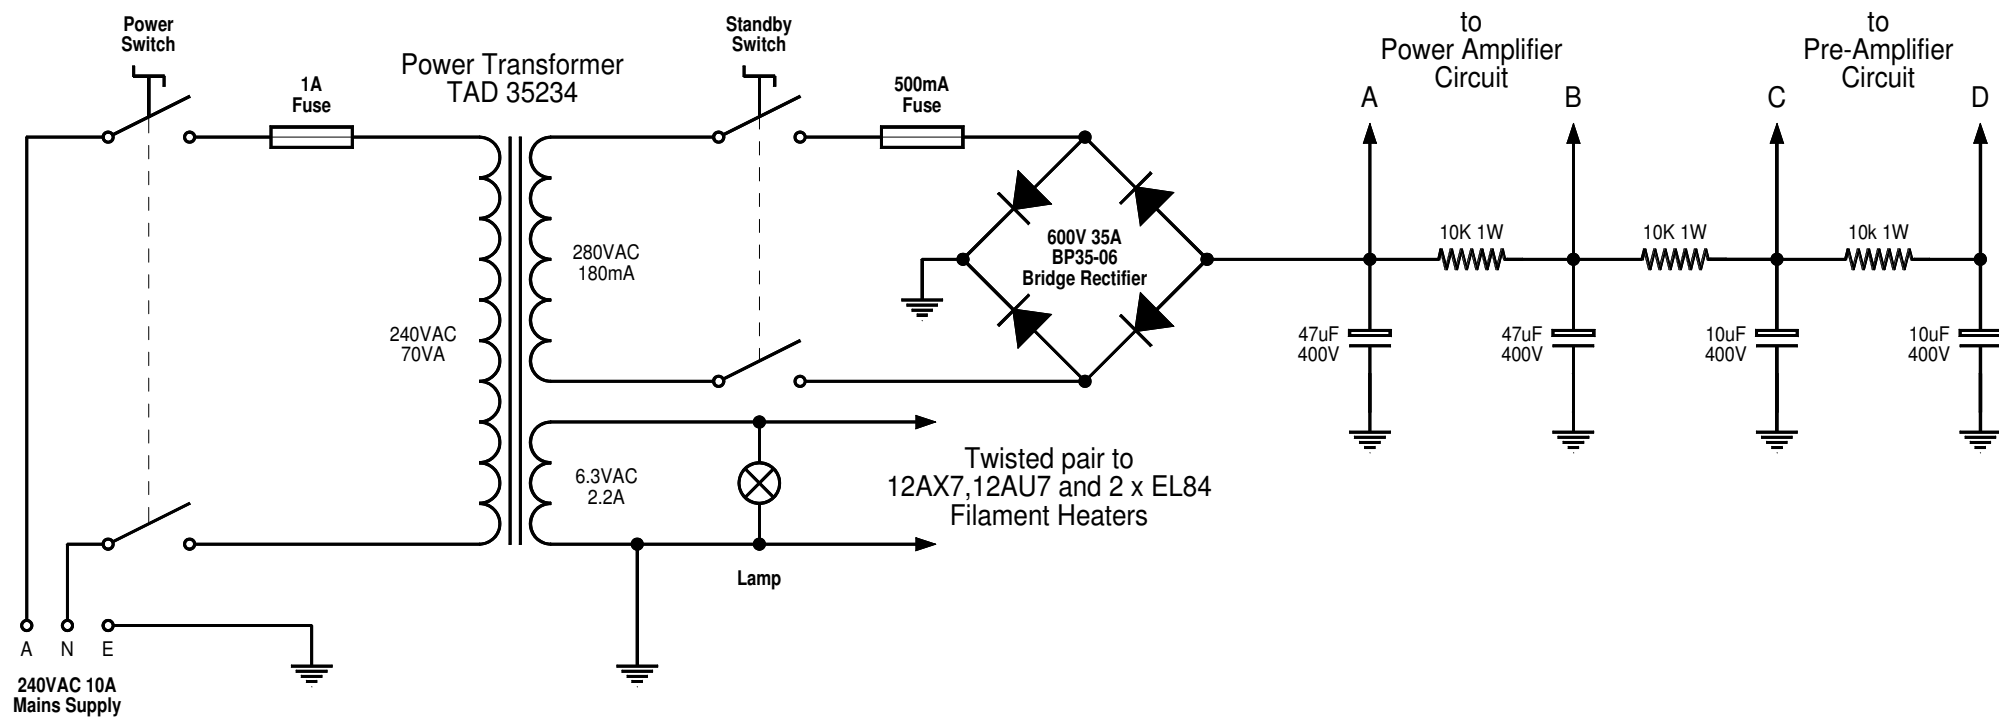 Power
Switch
1A
Fuse
Power Transformer
TAD 35234
Standby
Switch
500mA
Fuse
to
Power Amplifier
Circuit
to
Pre-Amplifier
Circuit
A
B
C
D
280VAC
180mA
240VAC
70VA
600V 35A
BP35-06
Bridge Rectifier
10K 1W
10K 1W
10k 1W
47uF
400V
47uF
400V
10uF
400V
10uF
400V
6.3VAC
2.2A
Twisted pair to
12AX7,12AU7 and 2 x EL84
Filament Heaters
Lamp
A N E
240VAC 10A
Mains Supply